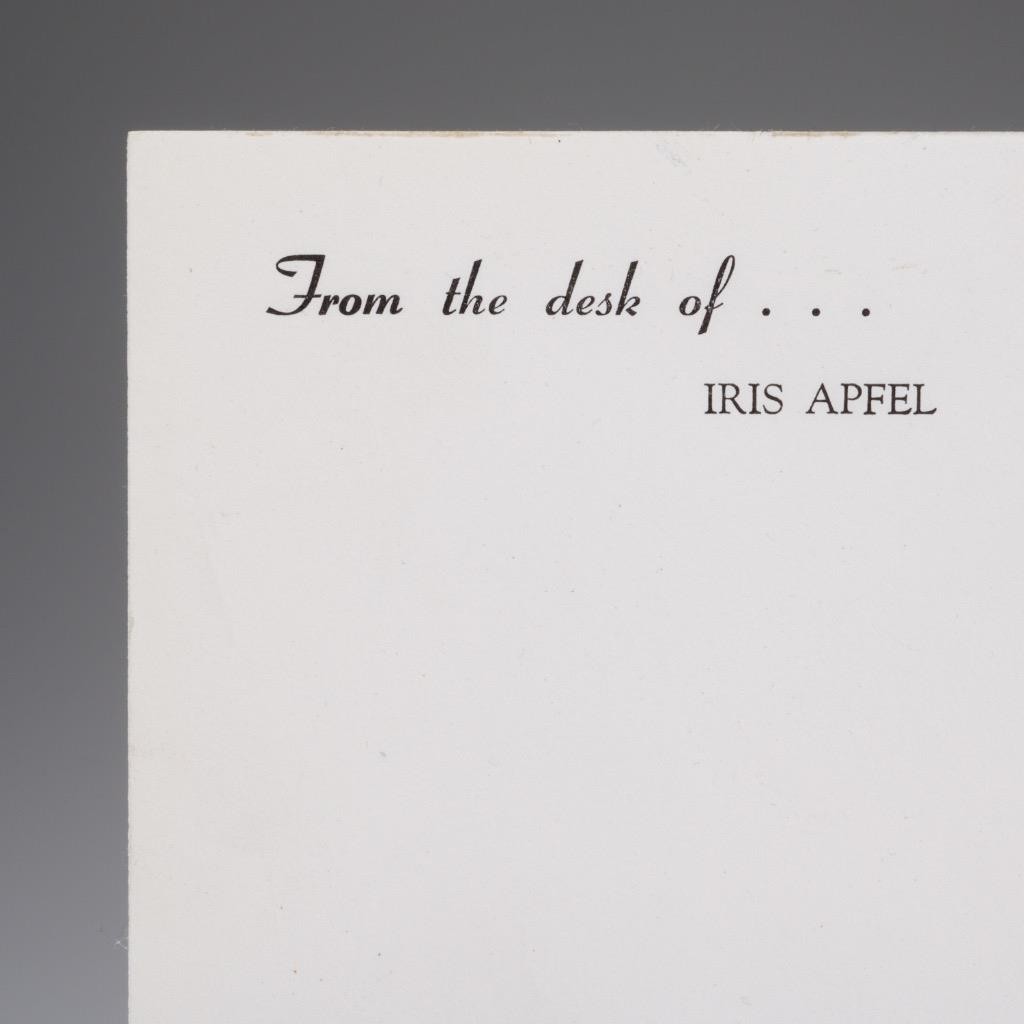 From the desk of . . .
IRIS APFEL